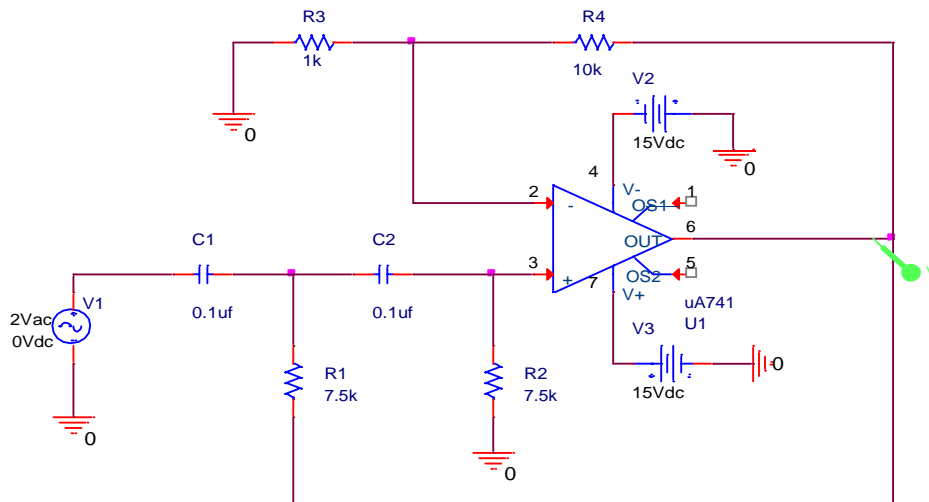 R3
1k
0
R4
10k
V2
15Vdc
0
4
V-
1
OS1
2
-
6
OUT
3
+
5
OS2
7
V+
uA741
U1
C1
0.1uf
C2
0.1uf
V1
2Vac
0Vdc
0
R1
7.5k
R2
7.5k
0
V3
15Vdc
0